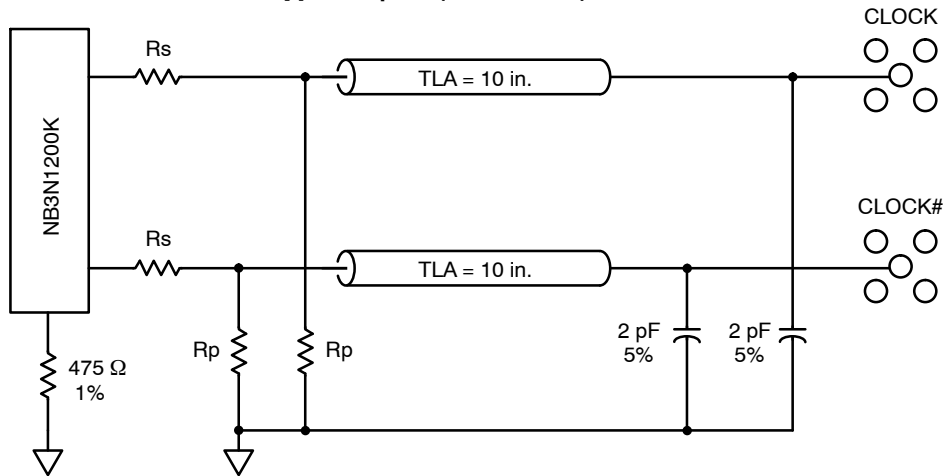 CLOCK
Rs
TLA = 10 in.
NB3N1200K
CLOCK#
Rs
TLA = 10 in.
Rp
Rp
2 pF
5%
2 pF
5%
475 Ω
1%